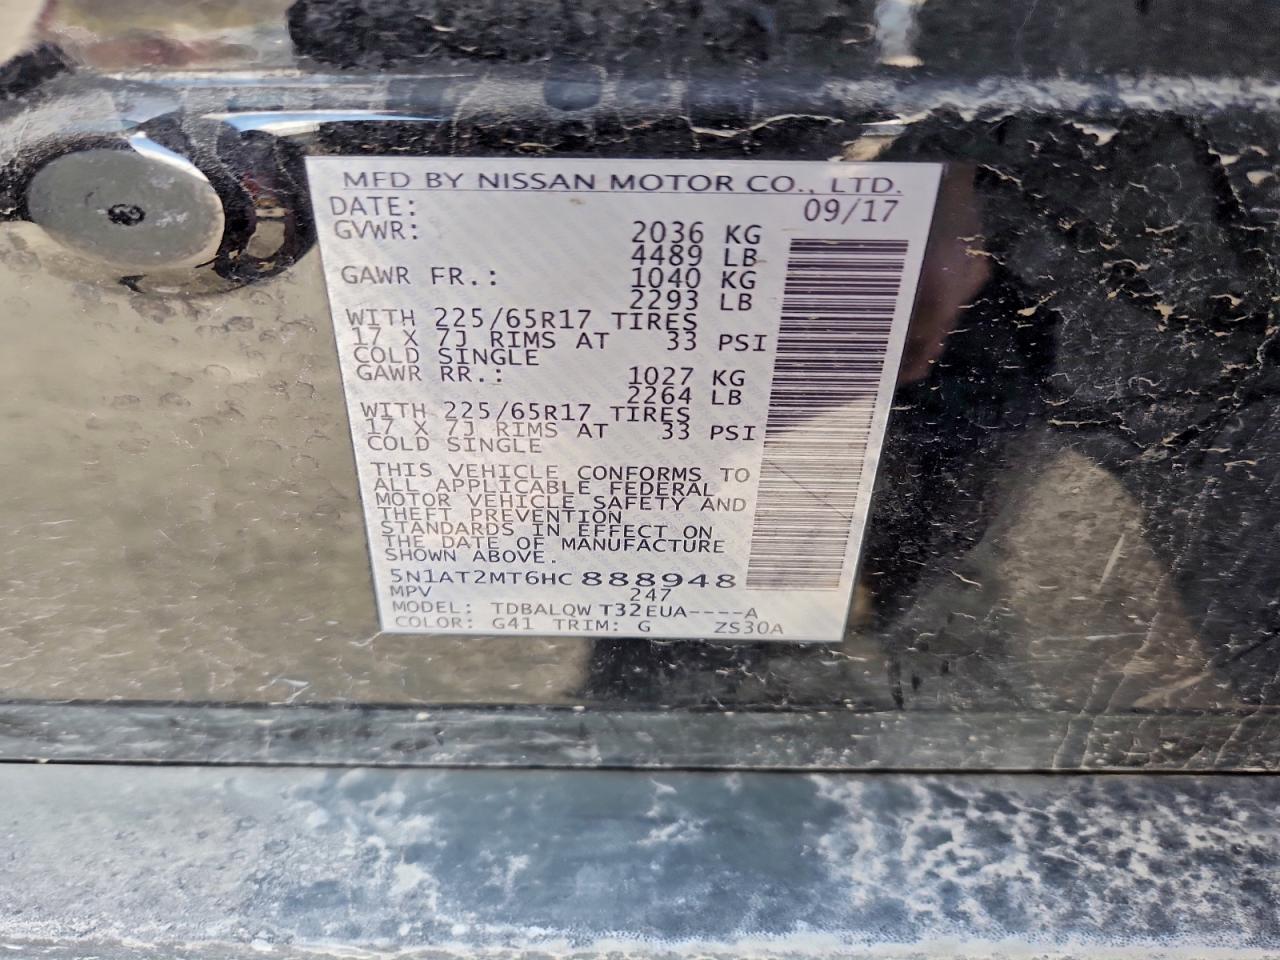 MFD BY NISSAN MOTOR CO., LTD.
DATE: 09/17
GVWR: 2036 KG
4489 LB
GAWR FR.: 1040 KG
2293 LB
WITH 225/65R17 TIRES
17 X 7J RIMS AT 33 PSI
COLD SINGLE
GAWR RR.: 1027 KG
2264 LB
WITH 225/65R17 TIRES
17 X 7J RIMS AT 33 PSI
COLD SINGLE
THIS VEHICLE CONFORMS TO
ALL APPLICABLE FEDERAL
MOTOR VEHICLE SAFETY AND
THEFT PREVENTION
STANDARDS IN EFFECT ON
THE DATE OF MANUFACTURE
SHOWN ABOVE.
5N1AT2MT6HC888948
MPV 247
MODEL: TDBALQW T32EUA----A
COLOR: G41 TRIM: G ZS30A